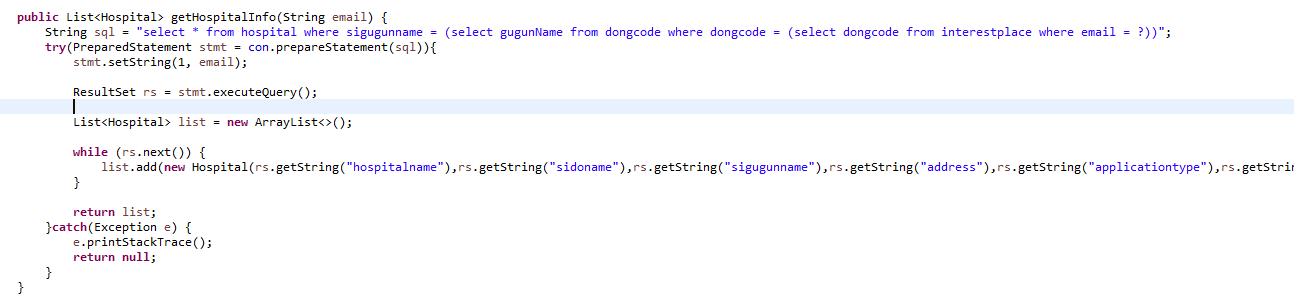 public List<Hospital> getHospitalInfo(String email) {
String sql = "select * from hospital where sigugunname = (select gugunName from dongcode where dongcode = (select dongcode from interestplace where email = ?))";
try(PreparedStatement stmt = con.prepareStatement(sql)){
stmt.setString(1, email);
ResultSet rs = stmt.executeQuery();
List<Hospital> list = new ArrayList<>();
while (rs.next()) {
list.add(new Hospital(rs.getString("hospitalname"),rs.getString("sidoname"),rs.getString("sigugunname"),rs.getString("address"),rs.getString("applicationtype"),rs.getStri
}
return list;
}catch(Exception e) {
e.printStackTrace();
return null;
}
}